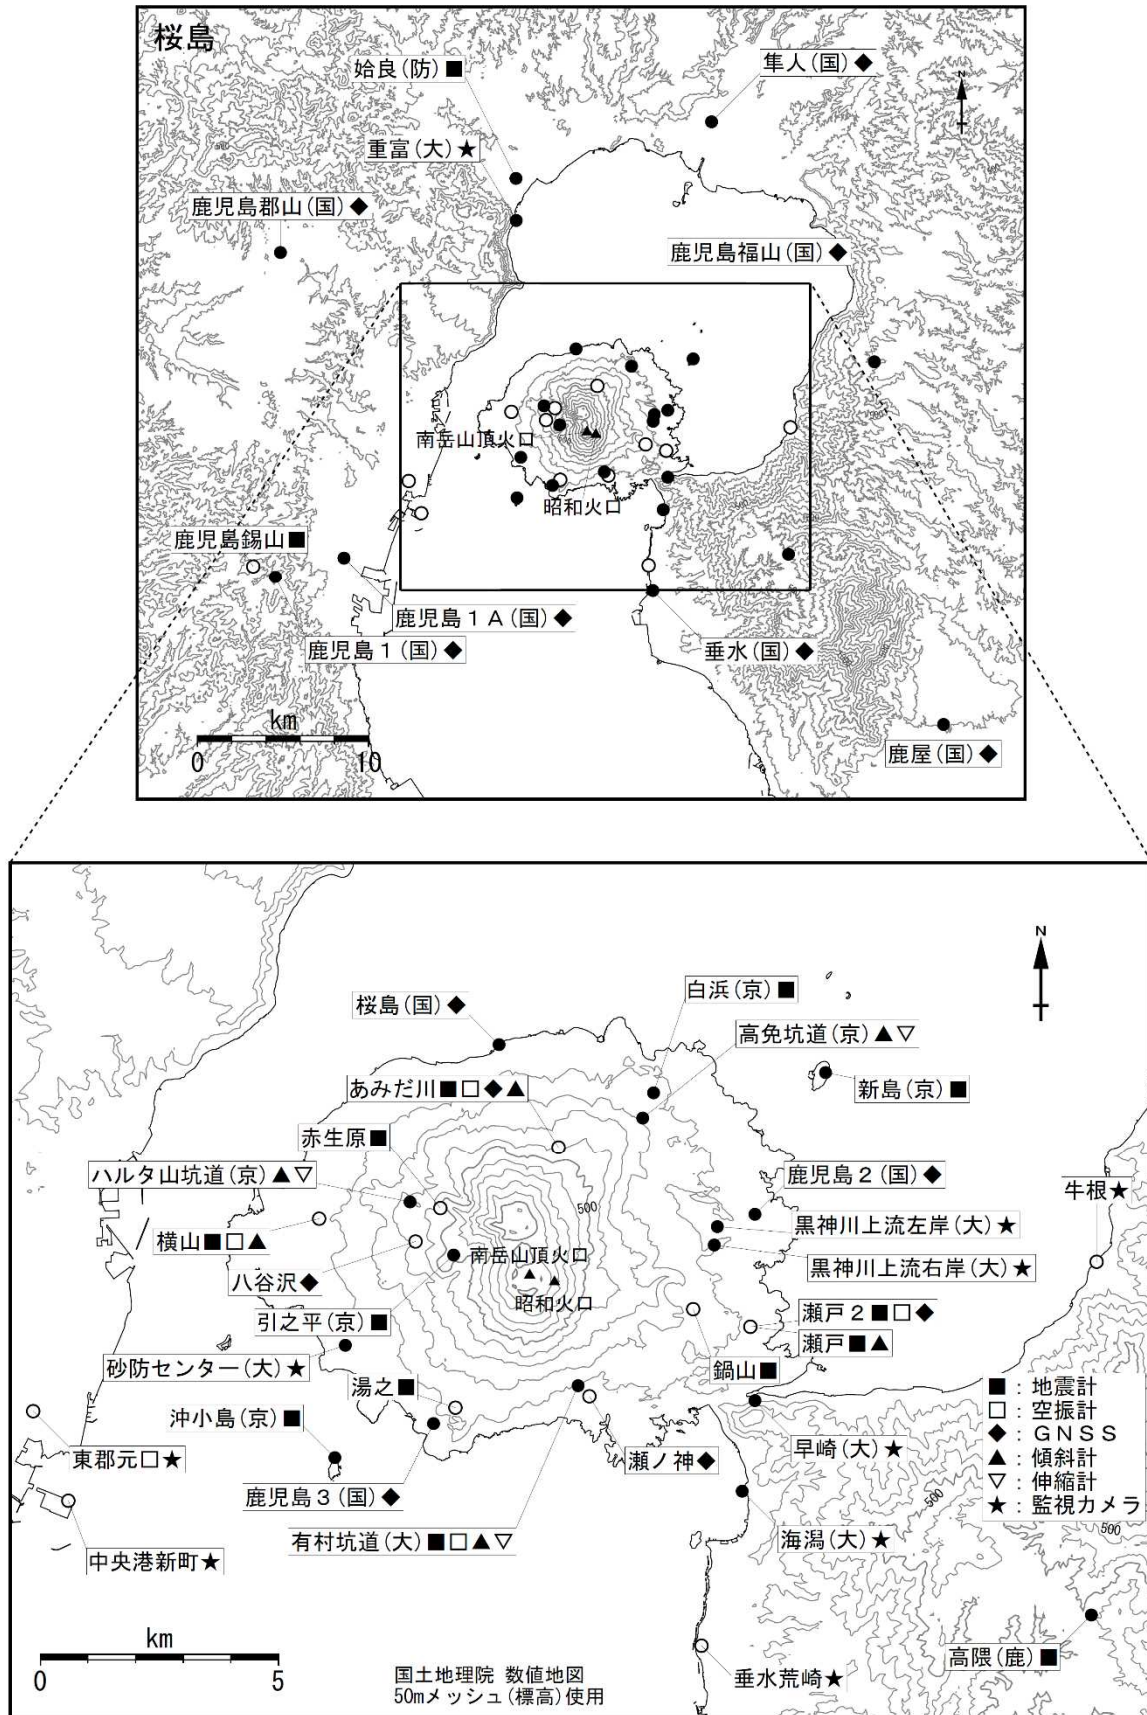 桜島
姶良(防)■
隼人(国)◆
N
重富(大)★
鹿児島郡山(国)◆
鹿児島福山(国)◆
南岳山頂火口
昭和火口
鹿児島錫山■
鹿児島1A(国)◆
鹿児島1(国)◆
垂水(国)◆
km
0 10
鹿屋(国)◆
N
白浜(京)■
桜島(国)◆
高免坑道(京)▲▽
あみだ川■□◆▲
新島(京)■
赤生原■
ハルタ山坑道(京)▲▽
500
鹿児島2(国)◆
牛根★
黒神川上流左岸(大)★
横山■□▲
南岳山頂火口
黒神川上流右岸(大)★
八谷沢◆
昭和火口
引之平(京)■
瀬戸2■□◆
瀬戸■▲
砂防センター(大)★
鍋山■
湯之■
■:地震計
□:空振計
◆:GNSS
▲:傾斜計
▽:伸縮計
★:監視カメラ
沖小島(京)■
東郡元□★
瀬ノ神◆
早崎(大)★
鹿児島3(国)◆
500
500
有村坑道(大)■□▲▽
海潟(大)★
中央港新町★
km
0 5
高隈(鹿)■
国土地理院 数値地図
50mメッシュ(標高)使用
垂水荒崎★